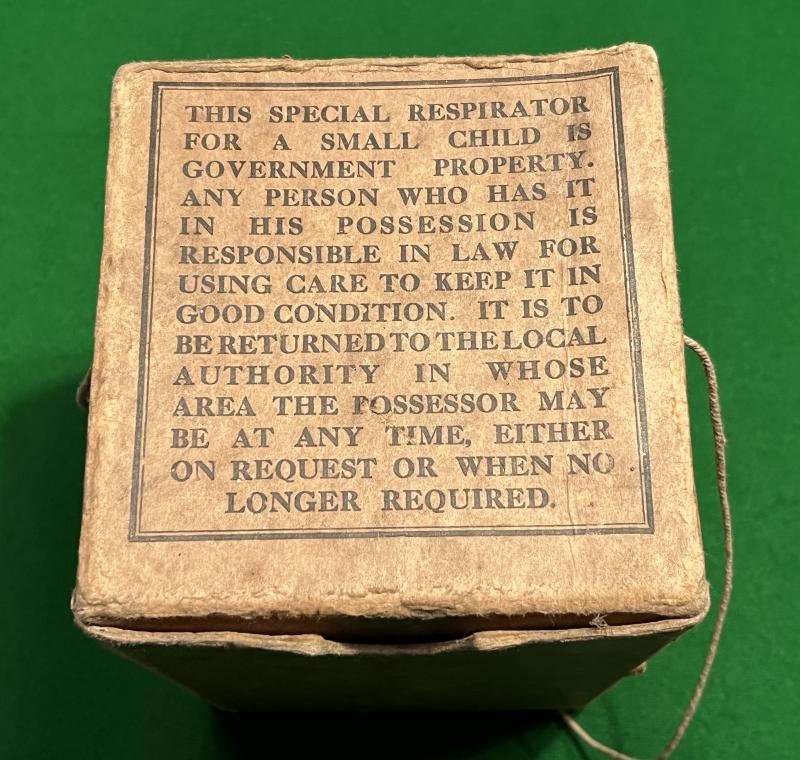 THIS SPECIAL RESPIRATOR
FOR A SMALL CHILD IS
GOVERNMENT PROPERTY.
ANY PERSON WHO HAS IT
IN HIS POSSESSION IS
RESPONSIBLE IN LAW FOR
USING CARE TO KEEP IT IN
GOOD CONDITION. IT IS TO
BE RETURNED TO THE LOCAL
AUTHORITY IN WHOSE
AREA THE POSSESSOR MAY
BE AT ANY TIME, EITHER
ON REQUEST OR WHEN NO
LONGER REQUIRED.